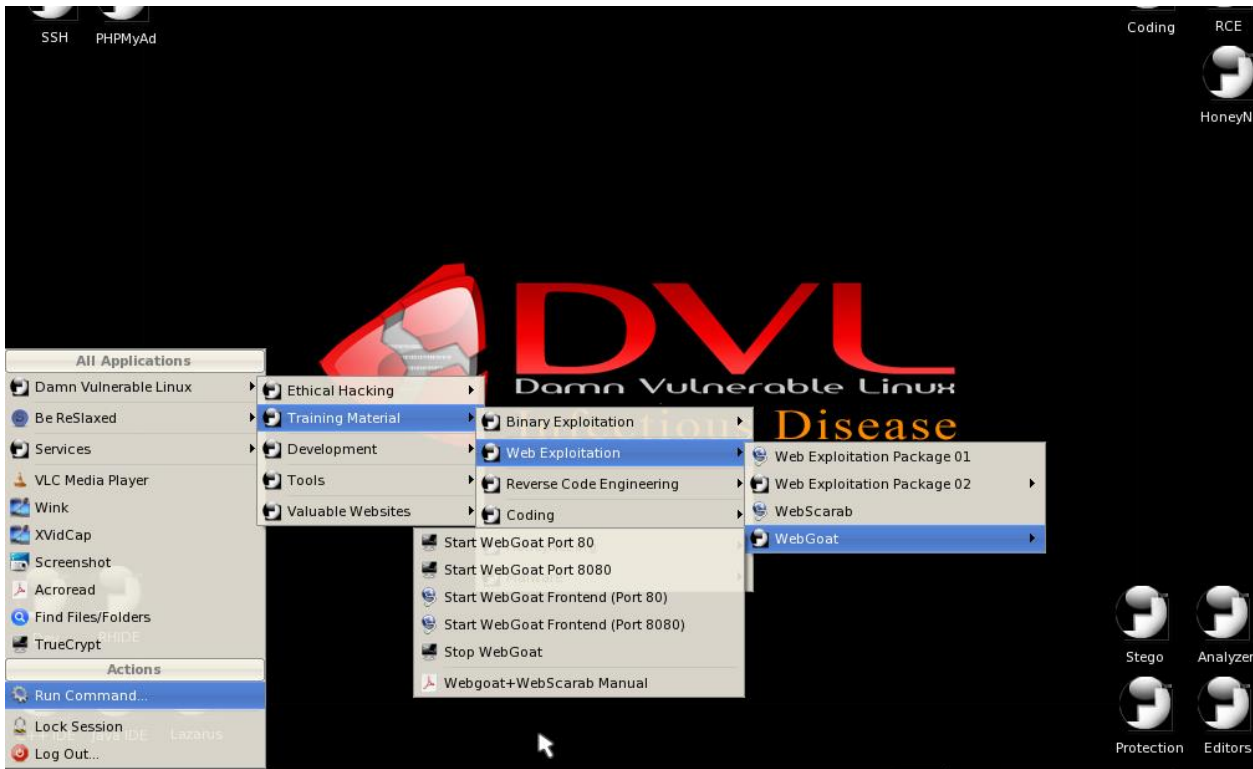 SSH
PHPMyAd
Coding
RCE
HoneyN
DVL
Damn Vulnerable Linux
Infectious Disease
All Applications
Damn Vulnerable Linux
Be ReSlaxed
Services
VLC Media Player
Wink
XVidCap
Screenshot
Acroread
Find Files/Folders
TrueCrypt
Actions
Run Command...
Lock Session
Log Out...
Ethical Hacking
Training Material
Development
Tools
Valuable Websites
Binary Exploitation
Web Exploitation
Reverse Code Engineering
Coding
Web Exploitation Package 01
Web Exploitation Package 02
WebScarab
WebGoat
Start WebGoat Port 80
Start WebGoat Port 8080
Start WebGoat Frontend (Port 80)
Start WebGoat Frontend (Port 8080)
Stop WebGoat
Webgoat+WebScarab Manual
Java IDE
Lazarus
Stego
Analyzer
Protection
Editors